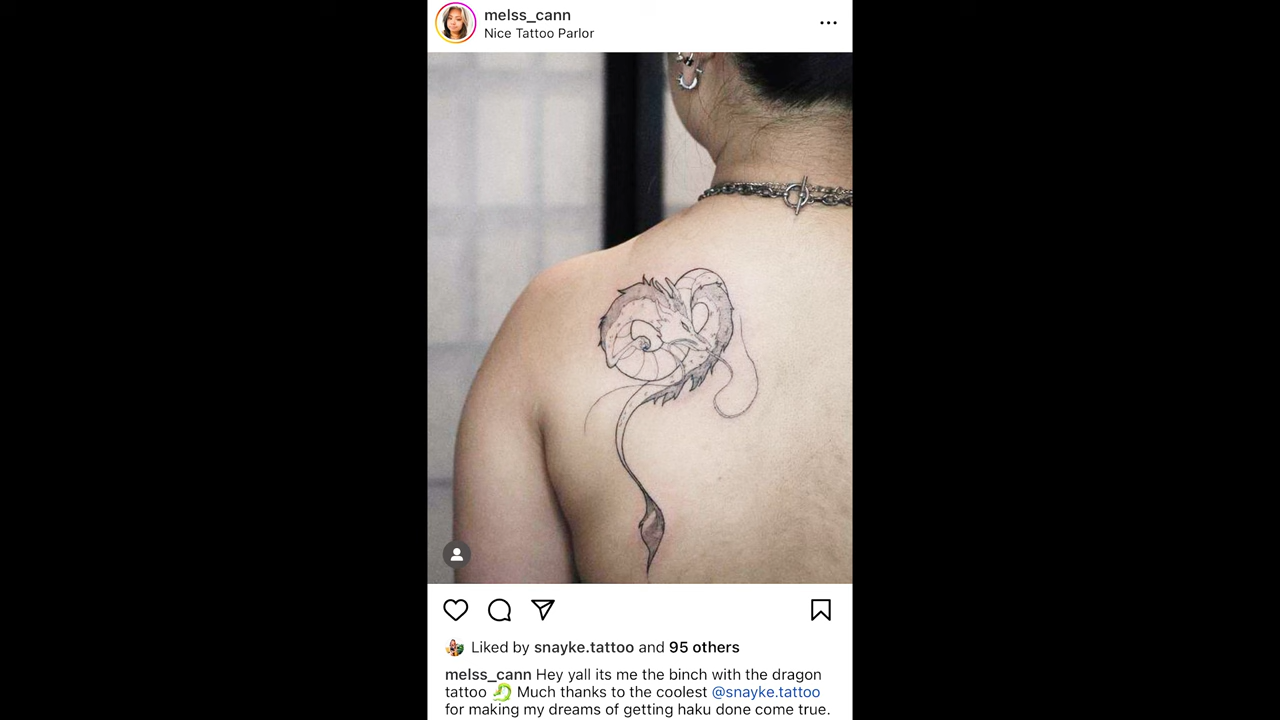 melss_cann
Nice Tattoo Parlor
Liked by snayke.tattoo and 95 others
melss_cann Hey yall its me the binch with the dragon
tattoo 🐉 Much thanks to the coolest @snayke.tattoo
for making my dreams of getting haku done come true.